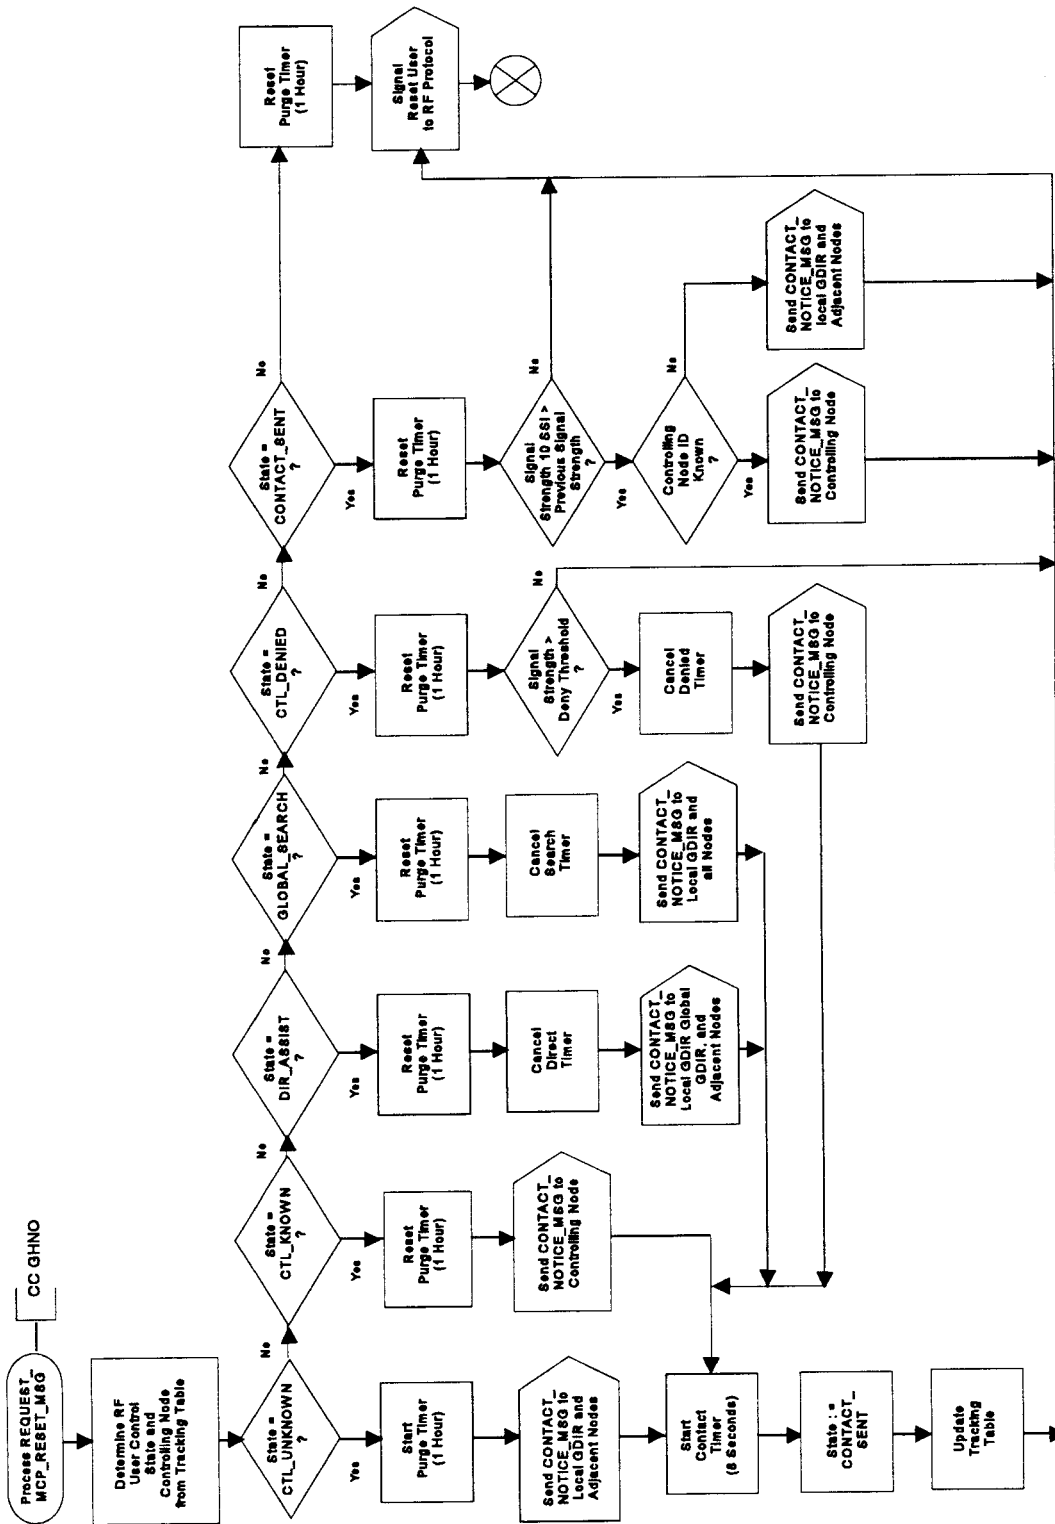 Process REQUEST_
MCP_RESET_MSG
CC GHNO
Determine RF
User Control
State and
Controlling Node
from Tracking Table
State =
CTL_UNKNOWN
?
No
Yes
Start
Purge Timer
(1 Hour)
Send CONTACT_
NOTICE_MSG to
Local GDIR and
Adjacent Nodes
Start
Contact
Timer
(8 Seconds)
State : =
CONTACT_
SENT
Update
Tracking
Table
State =
CTL_KNOWN
?
No
Yes
Reset
Purge Timer
(1 Hour)
Send CONTACT_
NOTICE_MSG to
Controlling Node
State =
DIR_ASSIST
?
No
Yes
Reset
Purge Timer
(1 Hour)
Cancel
Direct
Timer
Send CONTACT_
NOTICE_MSG to
Local GDIR Global
GDIR, and
Adjacent Nodes
State =
GLOBAL_SEARCH
?
No
Yes
Reset
Purge Timer
(1 Hour)
Cancel
Search
Timer
Send CONTACT_
NOTICE_MSG to
Local GDIR and
all Nodes
State =
CTL_DENIED
?
No
Yes
Reset
Purge Timer
(1 Hour)
Signal
Strength >
Deny Threshold
?
No
Yes
Cancel
Denied
Timer
Send CONTACT_
NOTICE_MSG to
Controlling Node
State =
CONTACT_SENT
?
No
Yes
Reset
Purge Timer
(1 Hour)
Signal
Strength 10 SSI >
Previous Signal
Strength
?
No
Yes
Controlling
Node ID
Known
?
No
Yes
Send CONTACT_
NOTICE_MSG to
Controlling Node
Send CONTACT_
NOTICE_MSG to
local GDIR and
Adjacent Nodes
Reset
Purge Timer
(1 Hour)
Signal
Reset User
to RF Protocol